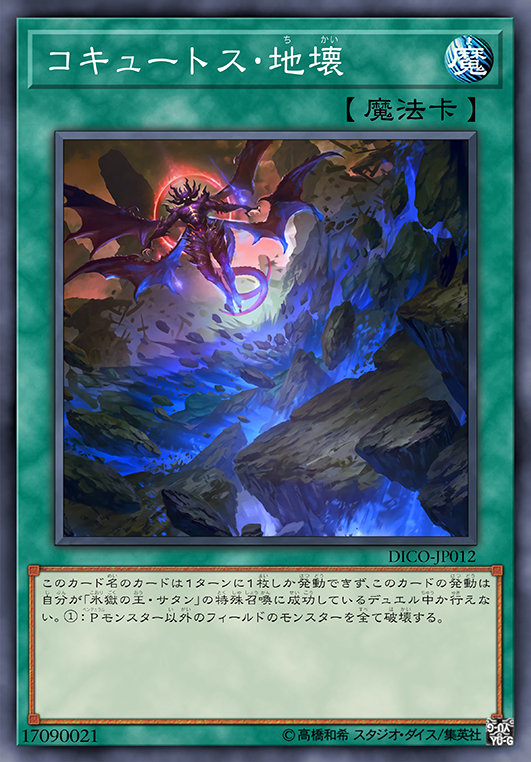 コキュートス・地壊
【魔法卡】
DICO-JP012
このカード名のカードは1ターンに1枚しか発動できず、このカードの発動は
自分が「氷獄の王・サタン」の特殊召喚に成功しているデュエル中か行えな
い。①:Pモンスター以外のフィールドのモンスターを全て破壊する。
17090021
©高橋和希 スタジオ・ダイス/集英社